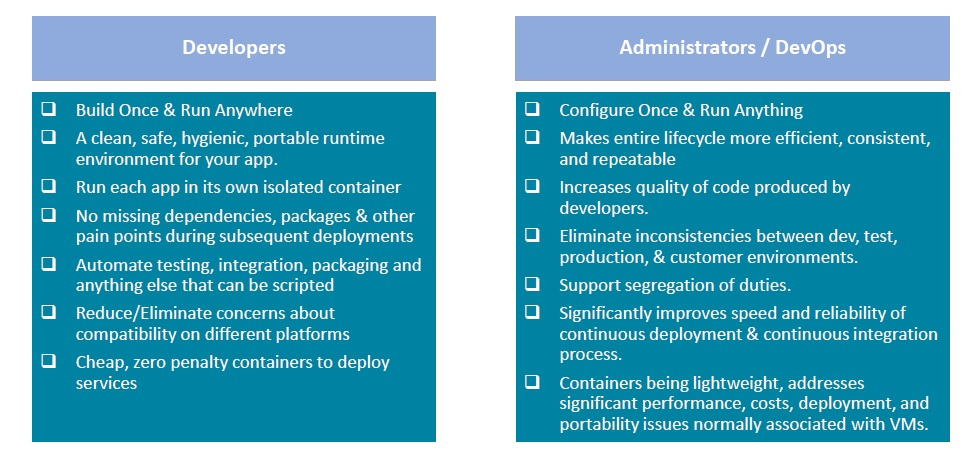 Developers
Build Once & Run Anywhere
A clean, safe, hygienic, portable runtime
environment for your app.
Run each app in its own isolated container
No missing dependencies, packages & other
pain points during subsequent deployments
Automate testing, integration, packaging and
anything else that can be scripted
Reduce/Eliminate concerns about
compatibility on different platforms
Cheap, zero penalty containers to deploy
services
Administrators / DevOps
Configure Once & Run Anything
Makes entire lifecycle more efficient, consistent,
and repeatable
Increases quality of code produced by
developers.
Eliminate inconsistencies between dev, test,
production, & customer environments.
Support segregation of duties.
Significantly improves speed and reliability of
continuous deployment & continuous integration
process.
Containers being lightweight, addresses
significant performance, costs, deployment, and
portability issues normally associated with VMs.